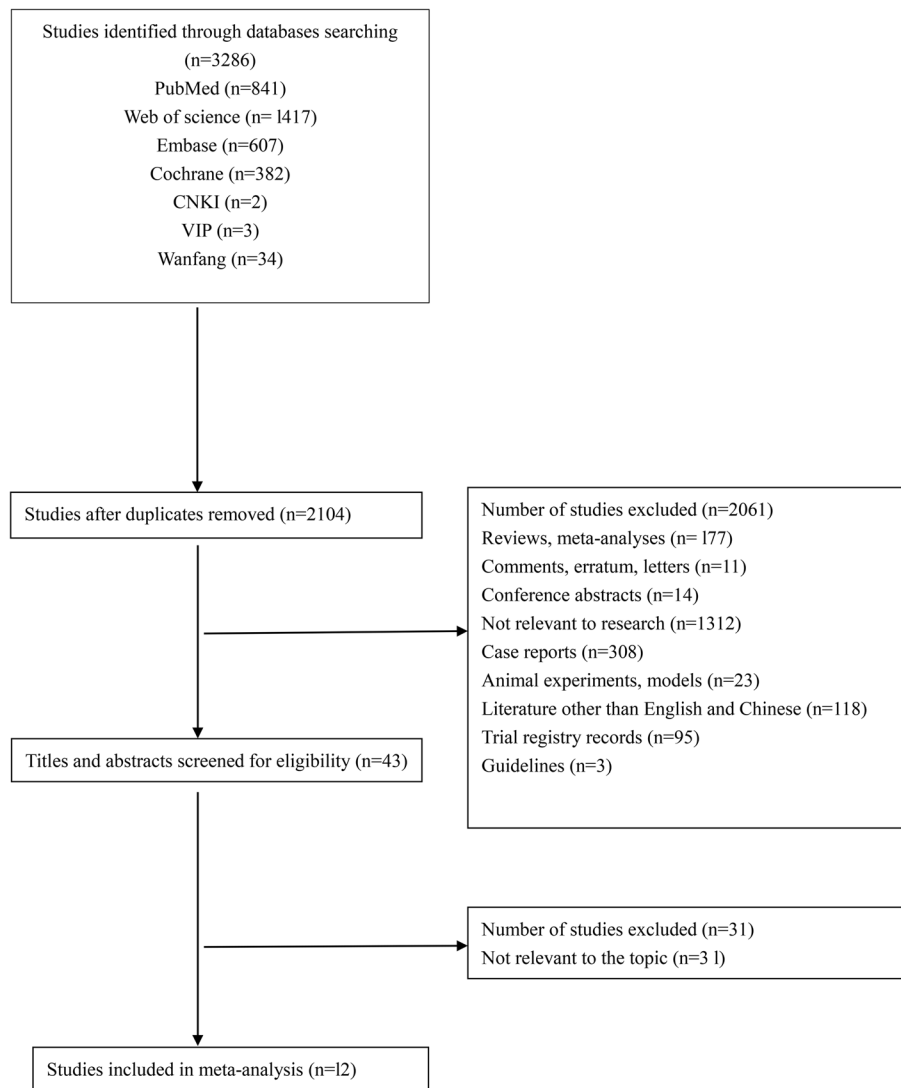 Studies identified through databases searching
(n=3286)
PubMed (n=841)
Web of science (n= l417)
Embase (n=607)
Cochrane (n=382)
CNKI (n=2)
VIP (n=3)
Wanfang (n=34)
Studies after duplicates removed (n=2104)
Number of studies excluded (n=2061)
Reviews, meta-analyses (n= l77)
Comments, erratum, letters (n=11)
Conference abstracts (n=14)
Not relevant to research (n=1312)
Case reports (n=308)
Animal experiments, models (n=23)
Literature other than English and Chinese (n=118)
Trial registry records (n=95)
Guidelines (n=3)
Titles and abstracts screened for eligibility (n=43)
Number of studies excluded (n=31)
Not relevant to the topic (n=3 l)
Studies included in meta-analysis (n=l2)